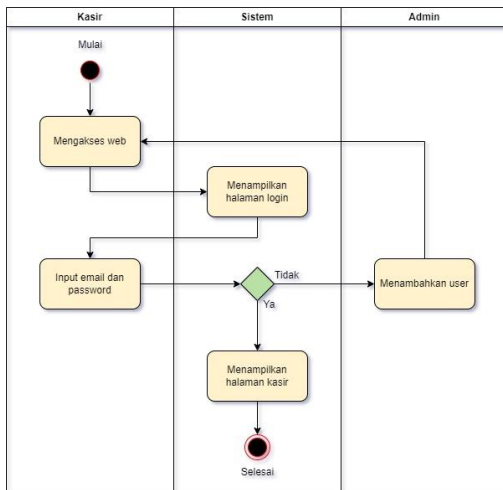 Kasir
Sistem
Admin
Mulai
Mengakses web
Menampilkan
halaman login
Input email dan
password
Tidak
Ya
Menambahkan user
Menampilkan
halaman kasir
Selesai